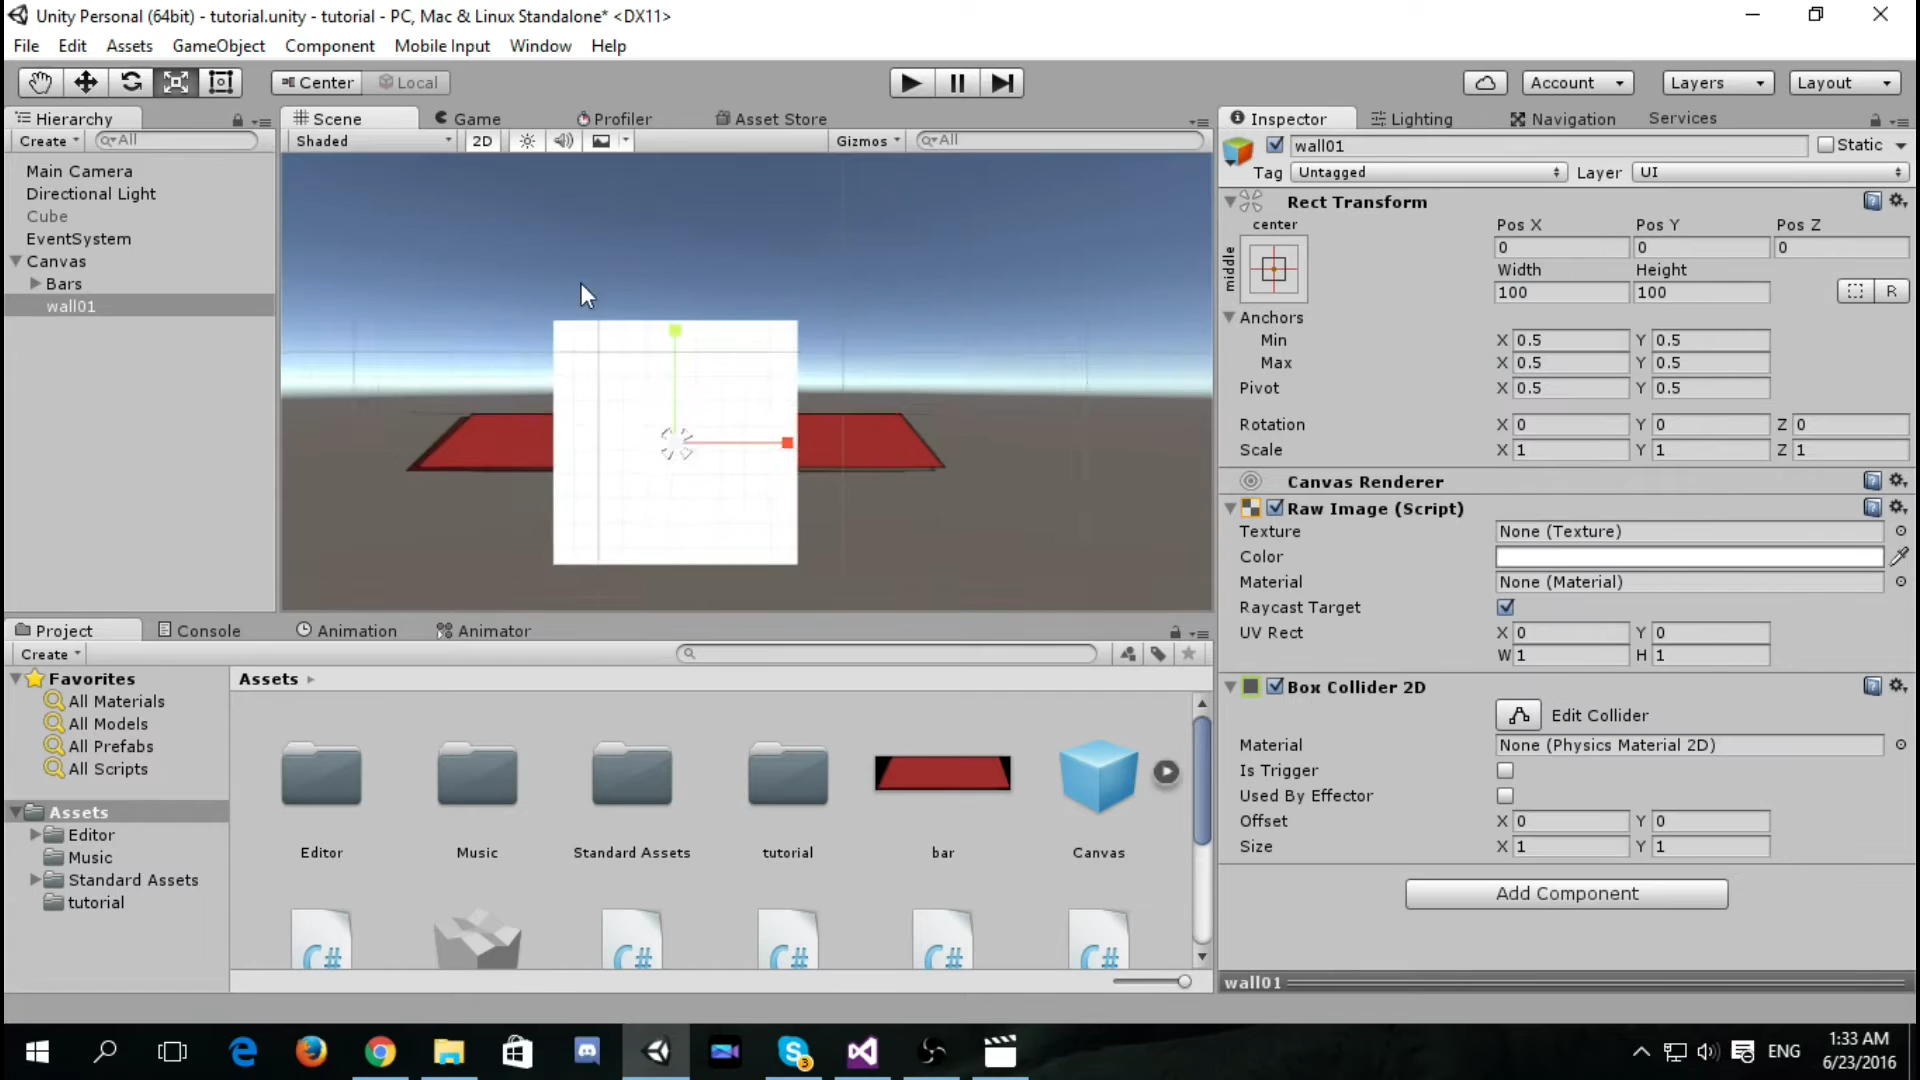 Unity Personal (64bit) - tutorial.unity - tutorial - PC, Mac & Linux Standalone* <DX11>
File Edit Assets GameObject Component Mobile Input Window Help
Center Local Account Layers Layout
Hierarchy
Create All
Main Camera
Directional Light
Cube
EventSystem
Canvas
Bars
wall01
Scene Game Profiler Asset Store
Shaded 2D Gizmos All
Inspector Lighting Navigation Services
wall01 Static
Tag Untagged Layer UI
Rect Transform
center
middle
Pos X Pos Y Pos Z
0 0 0
Width Height
100 100 R
Anchors
Min X 0.5 Y 0.5
Max X 0.5 Y 0.5
Pivot X 0.5 Y 0.5
Rotation X 0 Y 0 Z 0
Scale X 1 Y 1 Z 1
Canvas Renderer
Raw Image (Script)
Texture None (Texture)
Color
Material None (Material)
Raycast Target
UV Rect X 0 Y 0
W 1 H 1
Box Collider 2D
Edit Collider
Material None (Physics Material 2D)
Is Trigger
Used By Effector
Offset X 0 Y 0
Size X 1 Y 1
Add Component
wall01
Project Console Animation Animator
Create
Favorites
All Materials
All Models
All Prefabs
All Scripts
Assets
Editor
Music
Standard Assets
tutorial
Assets
Editor Music Standard Assets tutorial bar Canvas
C# C# C# C# C#
3
ENG
1:33 AM
6/23/2016